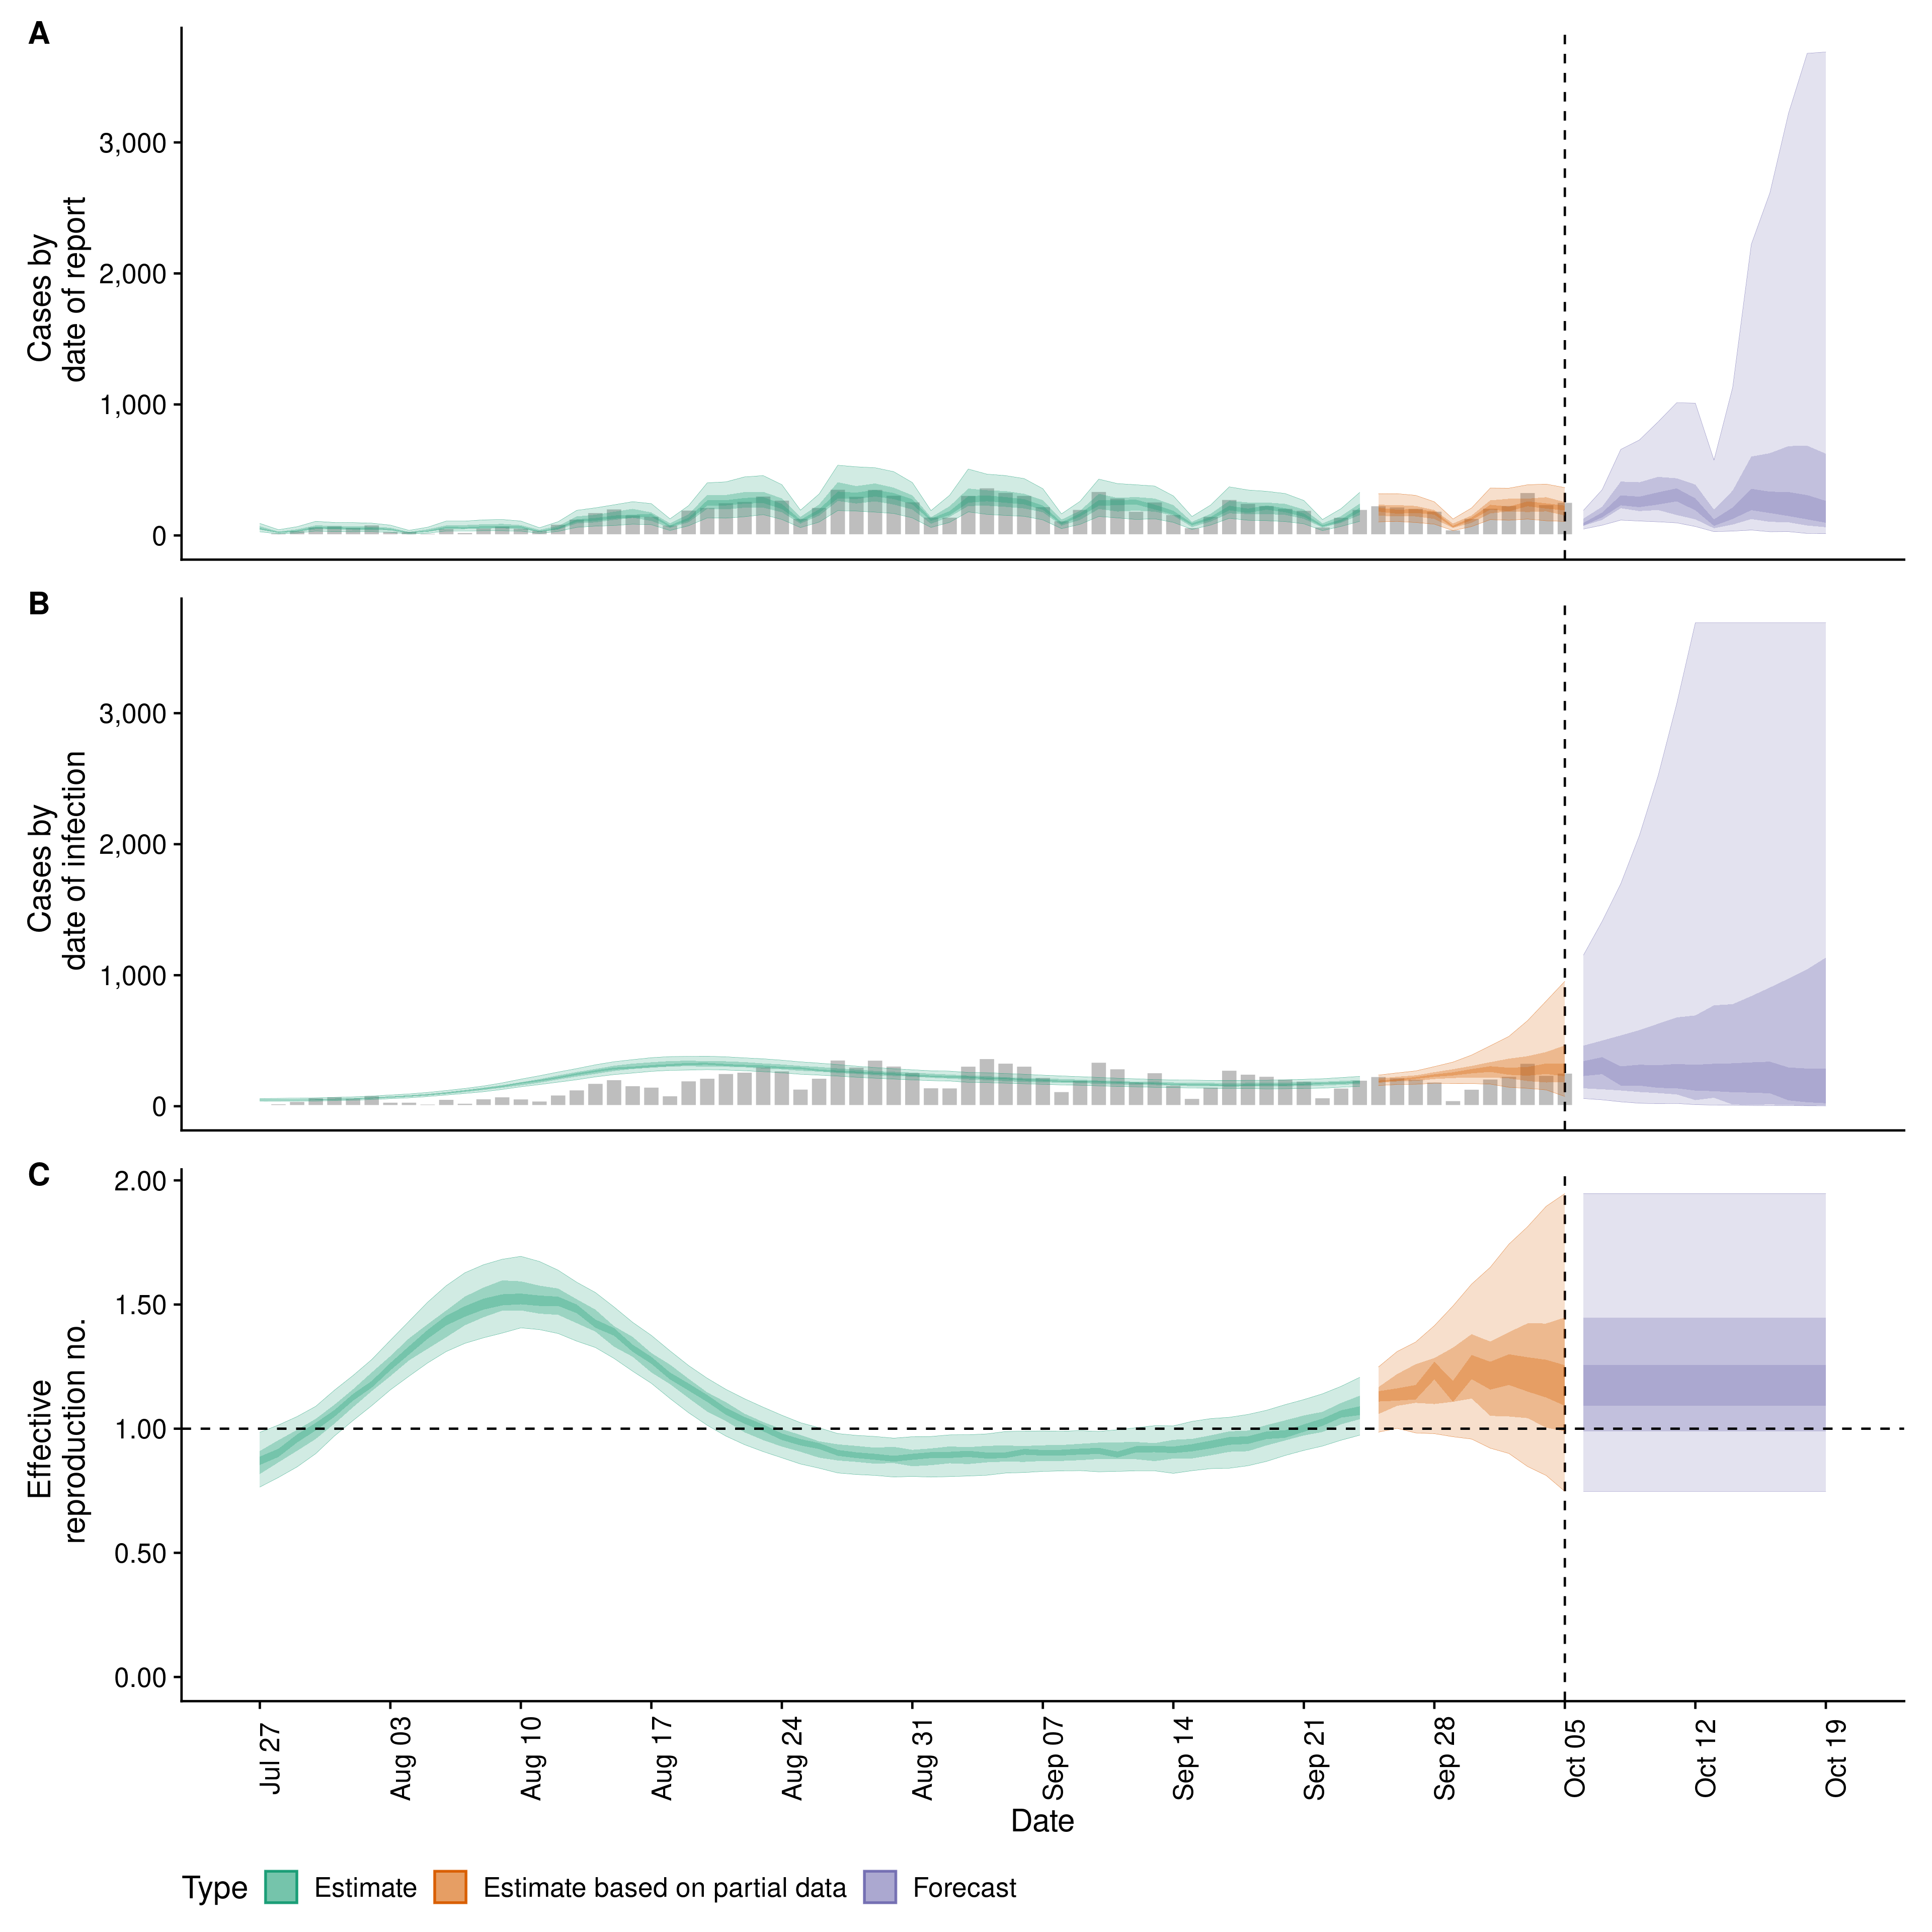 A
Cases by
date of report
3,000
2,000
1,000
0
B
Cases by
date of infection
3,000
2,000
1,000
0
C
Effective
reproduction no.
2.00
1.50
1.00
0.50
0.00
Jul 27
Aug 03
Aug 10
Aug 17
Aug 24
Aug 31
Sep 07
Sep 14
Sep 21
Sep 28
Oct 05
Oct 12
Oct 19
Date
Type Estimate Estimate based on partial data Forecast